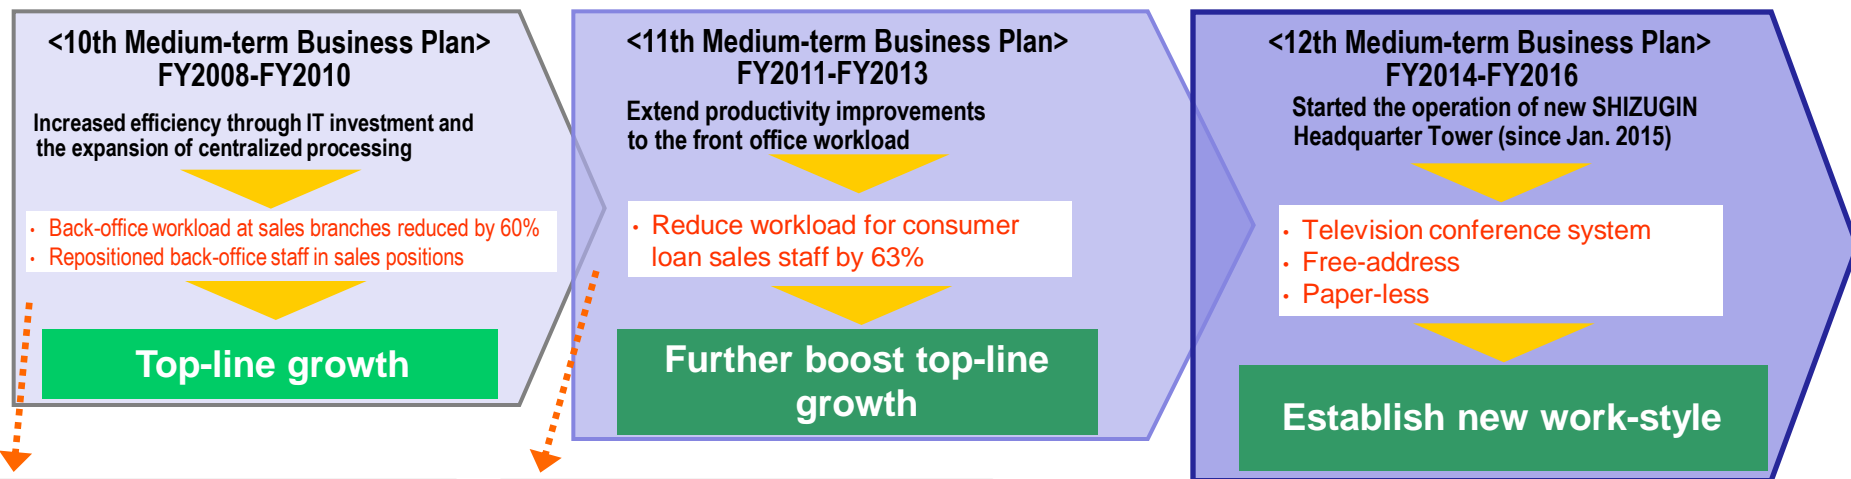 <10th Medium-term Business Plan>
FY2008-FY2010
Increased efficiency through IT investment and
the expansion of centralized processing
・ Back-office workload at sales branches reduced by 60%
・ Repositioned back-office staff in sales positions
Top-line growth
<11th Medium-term Business Plan>
FY2011-FY2013
Extend productivity improvements
to the front office workload
・ Reduce workload for consumer
loan sales staff by 63%
Further boost top-line
growth
<12th Medium-term Business Plan>
FY2014-FY2016
Started the operation of new SHIZUGIN
Headquarter Tower (since Jan. 2015)
・ Television conference system
・ Free-address
・ Paper-less
Establish new work-style